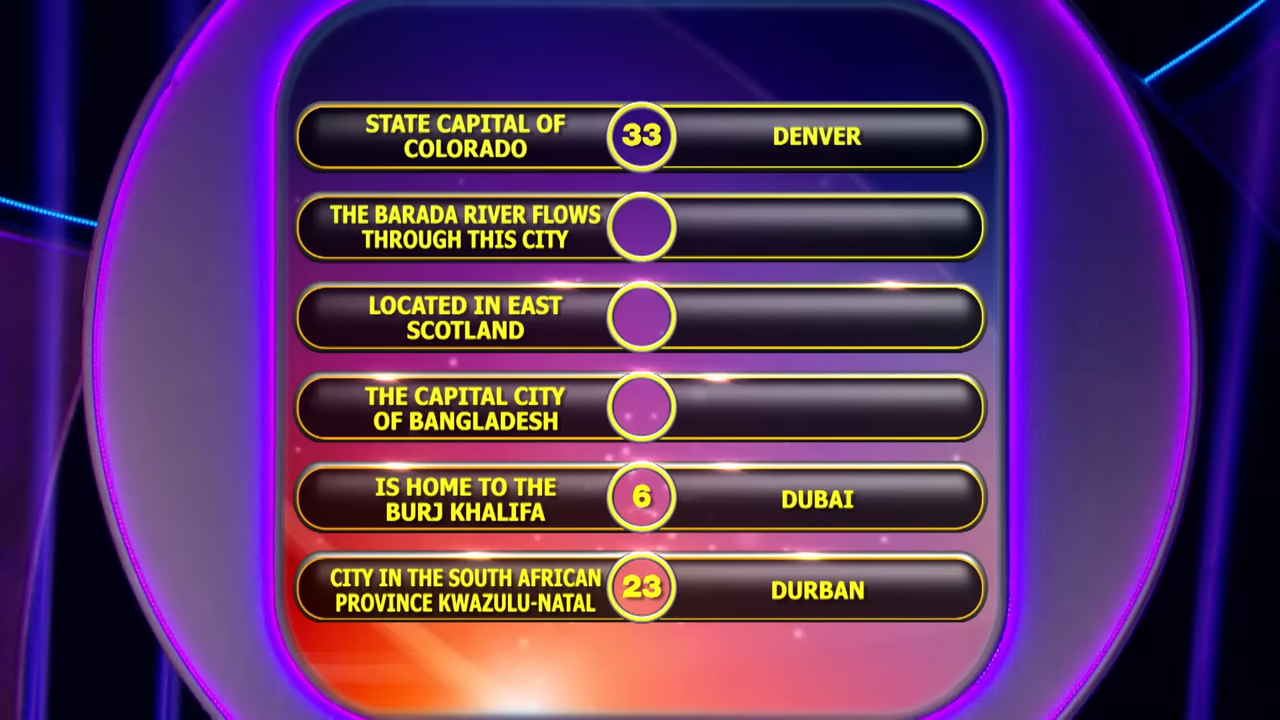 STATE CAPITAL OF
COLORADO
33
DENVER
THE BARADA RIVER FLOWS
THROUGH THIS CITY
LOCATED IN EAST
SCOTLAND
THE CAPITAL CITY
OF BANGLADESH
IS HOME TO THE
BURJ KHALIFA
6
DUBAI
CITY IN THE SOUTH AFRICAN
PROVINCE KWAZULU-NATAL
23
DURBAN